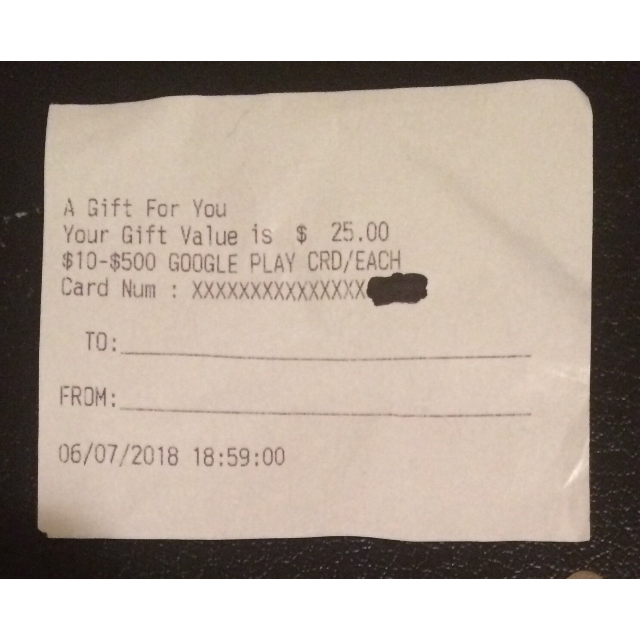 A Gift For You
Your Gift Value is $ 25.00
$10-$500 GOOGLE PLAY CRD/EACH
Card Num : XXXXXXXXXXXXXXX
TO:
FROM:
06/07/2018 18:59:00